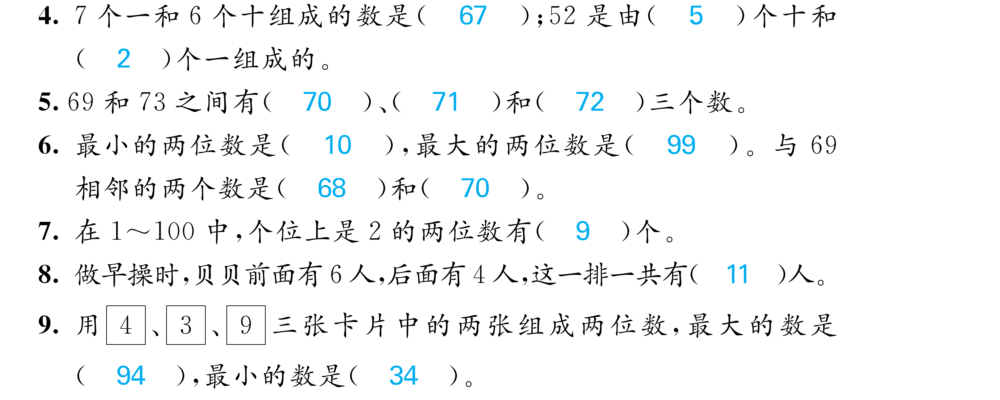 4. 7 个一和 6 个十组成的数是( 67 );52 是由( 5 )个十和
( 2 )个一组成的。
5. 69 和 73 之间有( 70 )、( 71 )和( 72 )三个数。
6. 最小的两位数是( 10 ),最大的两位数是( 99 )。与 69
相邻的两个数是( 68 )和( 70 )。
7. 在 1～100 中,个位上是 2 的两位数有( 9 )个。
8. 做早操时,贝贝前面有 6 人,后面有 4 人,这一排一共有( 11 )人。
9. 用 4 、 3 、 9 三张卡片中的两张组成两位数,最大的数是
( 94 ),最小的数是( 34 )。